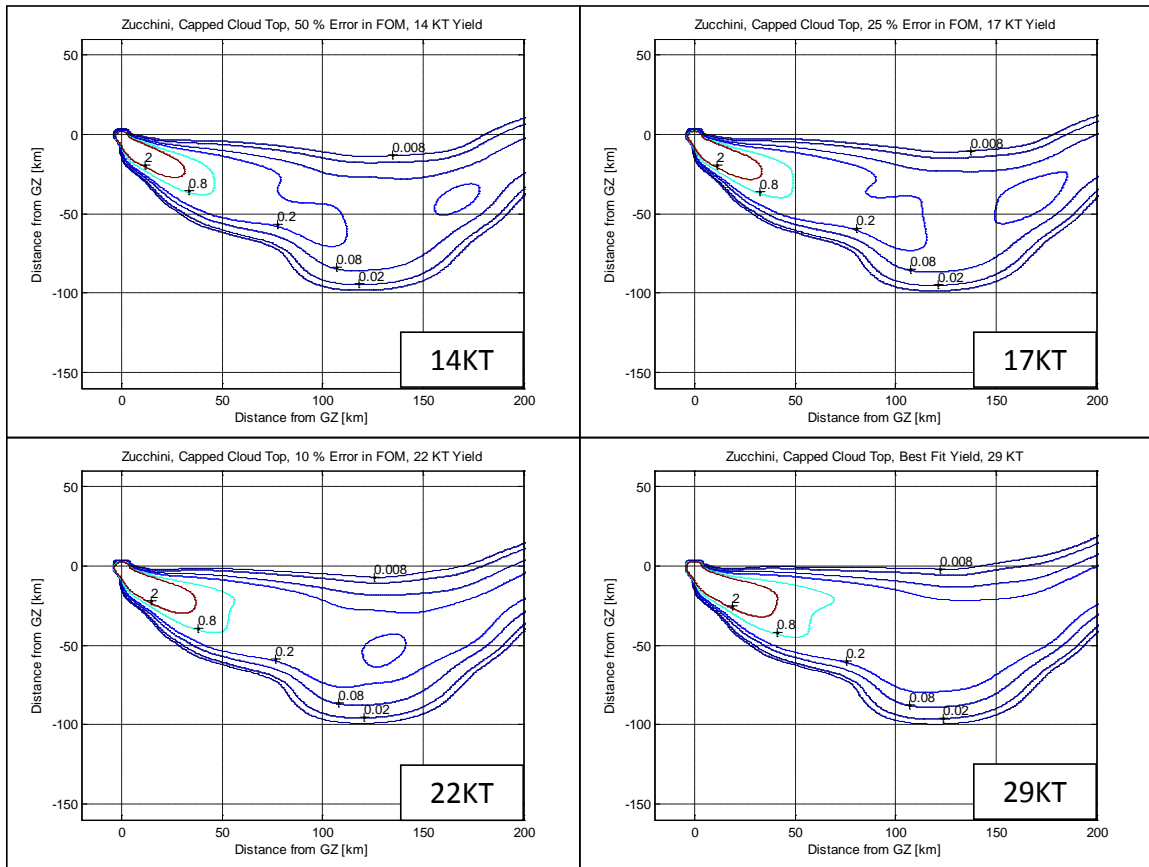 Zucchini, Capped Cloud Top, 50 % Error in FOM, 14 KT Yield
50
0
-50
-100
-150
Distance from GZ [km]
0.008
2
0.8
0.2
0.08
0.02
14KT
0 50 100 150 200
Distance from GZ [km]
Zucchini, Capped Cloud Top, 25 % Error in FOM, 17 KT Yield
50
0
-50
-100
-150
Distance from GZ [km]
0.008
2
0.8
0.2
0.08
0.02
17KT
0 50 100 150 200
Distance from GZ [km]
Zucchini, Capped Cloud Top, 10 % Error in FOM, 22 KT Yield
50
0
-50
-100
-150
Distance from GZ [km]
0.008
2
0.8
0.2
0.08
0.02
22KT
0 50 100 150 200
Distance from GZ [km]
Zucchini, Capped Cloud Top, Best Fit Yield, 29 KT
50
0
-50
-100
-150
Distance from GZ [km]
0.008
2
0.8
0.2
0.08
0.02
29KT
0 50 100 150 200
Distance from GZ [km]